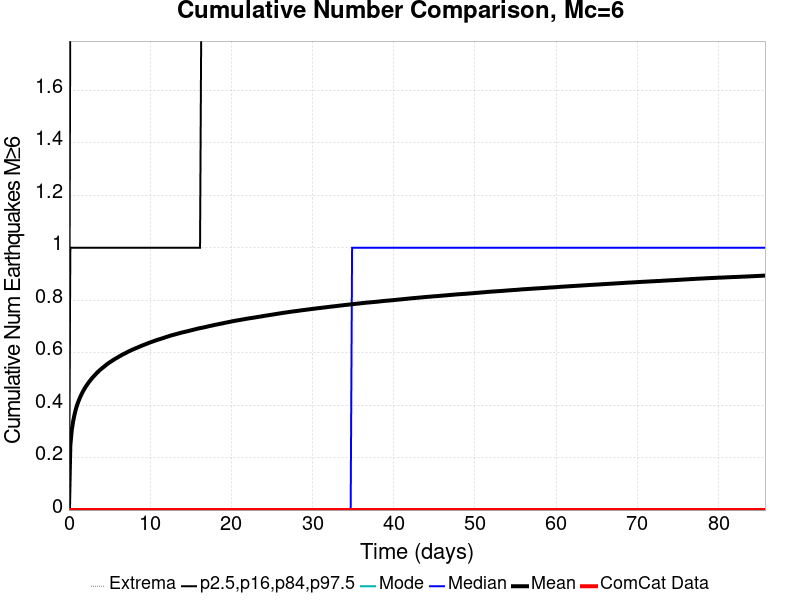 Cumulative Number Comparison, Mc=6
Cumulative Num Earthquakes M≥6
1.6
1.4
1.2
1
0.8
0.6
0.4
0.2
0
0 10 20 30 40 50 60 70 80
Time (days)
Extrema p2.5,p16,p84,p97.5 Mode Median Mean ComCat Data